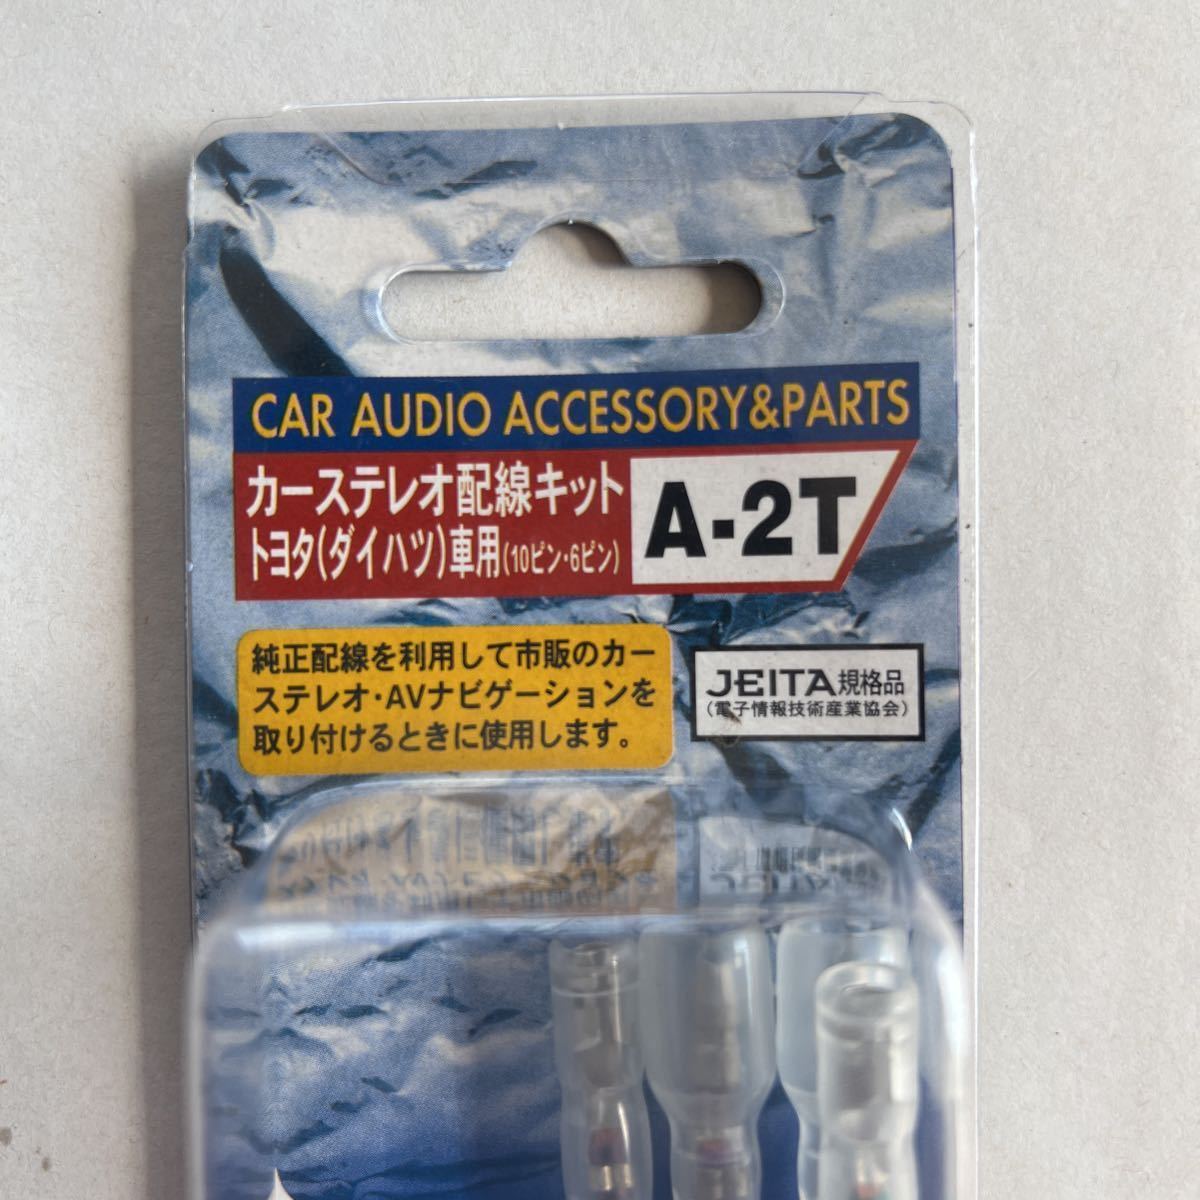 CAR AUDIO ACCESSORY&PARTS
カーステレオ配線キット
トヨタ(ダイハツ)車用(10ピン・6ピン)
A-2T
純正配線を利用して市販のカー
ステレオ・AVナビゲーションを
取り付けるときに使用します。
JEITA規格品
(電子情報技術産業協会)